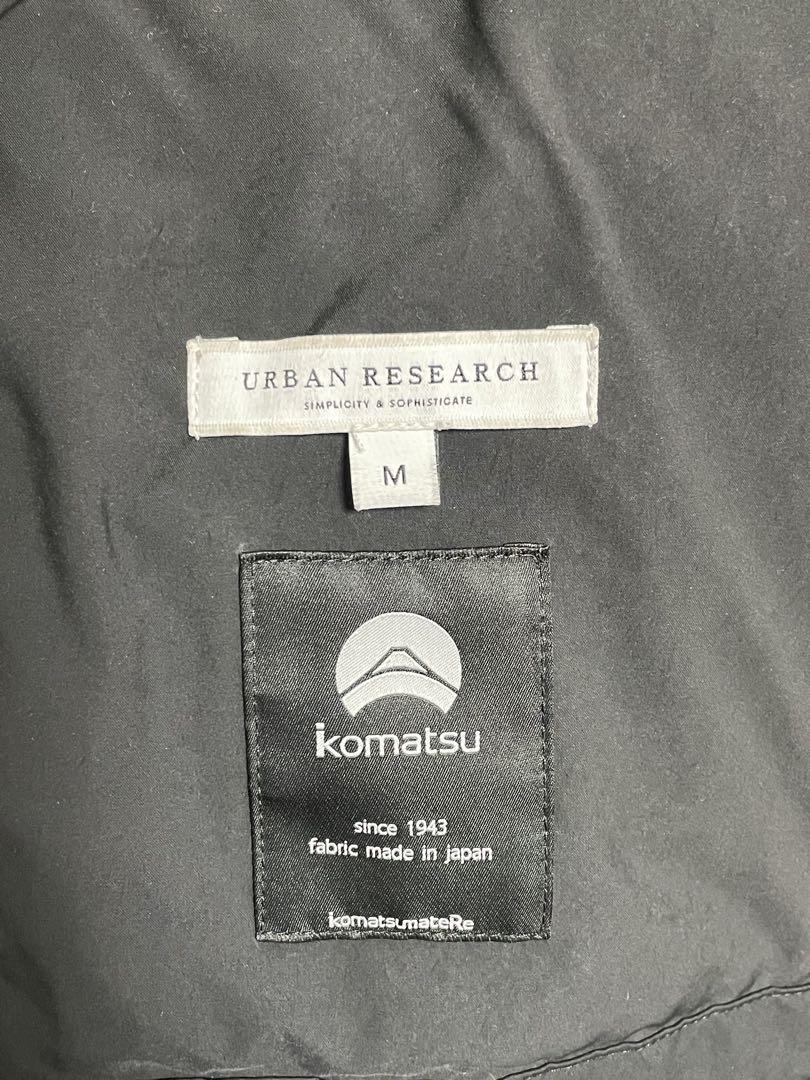 URBAN RESEARCH
SIMPLICITY & SOPHISTICATE
M
komatsu
since 1943
fabric made in japan
komatsumateRe